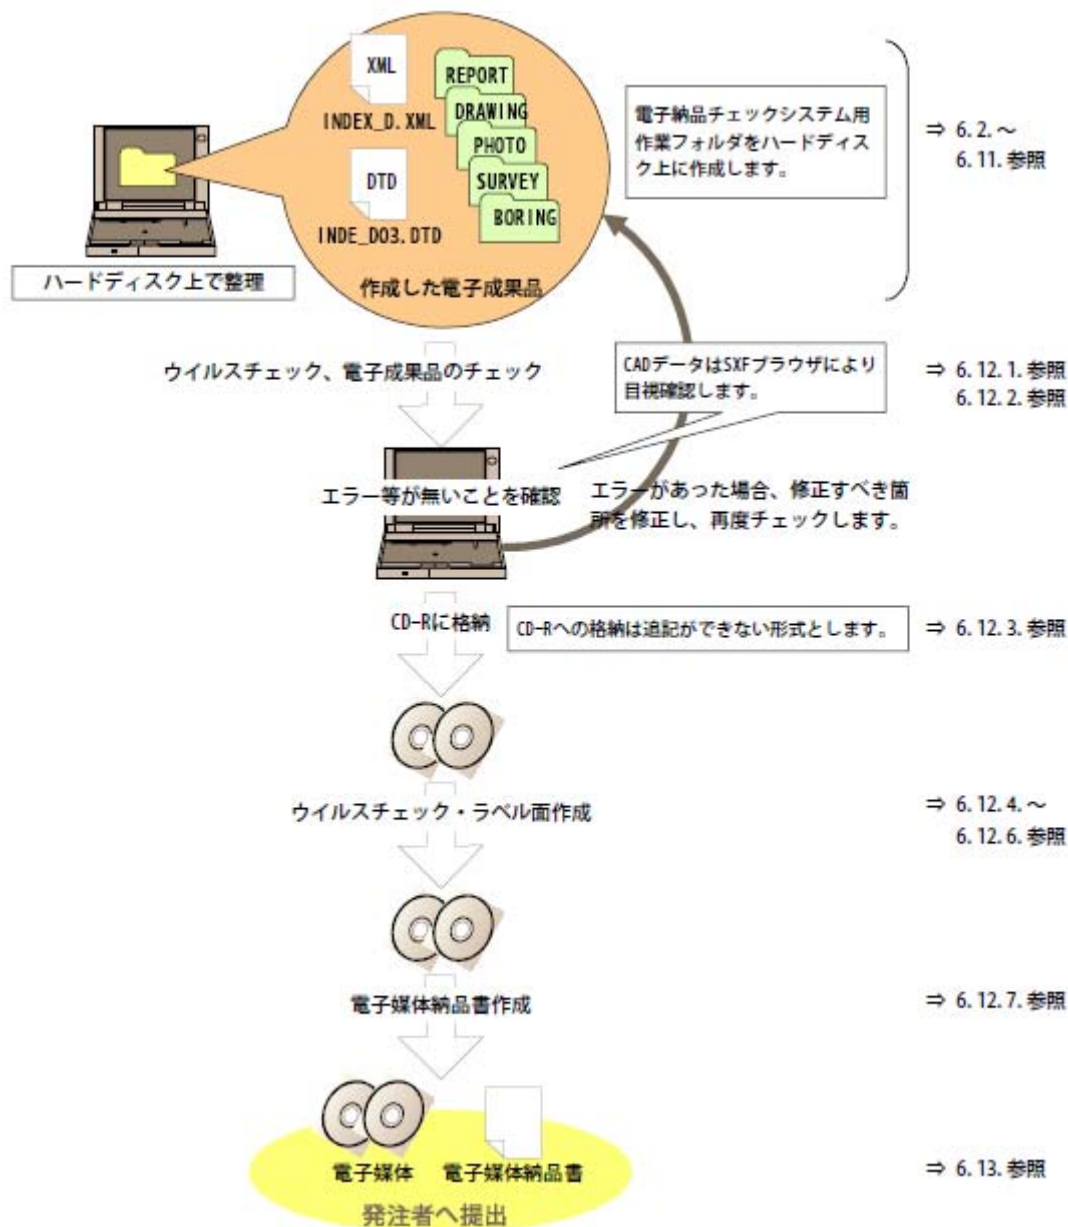 XML
INDEX_D.XML
DTD
INDE_D03.DTD
REPORT
DRAWING
PHOTO
SURVEY
BORING
作成した電子成果品
ハードディスク上で整理
電子納品チェックシステム用
作業フォルダをハードディス
ク上に作成します。
⇒ 6.2.～
6.11.参照
ウイルスチェック、電子成果品のチェック
CADデータはSXFブラウザにより
目視確認します。
⇒ 6.12.1.参照
6.12.2.参照
エラー等が無いことを確認
エラーがあった場合、修正すべき箇
所を修正し、再度チェックします。
CD-Rに格納
CD-Rへの格納は追記ができない形式とします。
⇒ 6.12.3.参照
ウイルスチェック・ラベル面作成
⇒ 6.12.4.～
6.12.6.参照
電子媒体納品書作成
⇒ 6.12.7.参照
電子媒体
電子媒体納品書
発注者へ提出
⇒ 6.13.参照